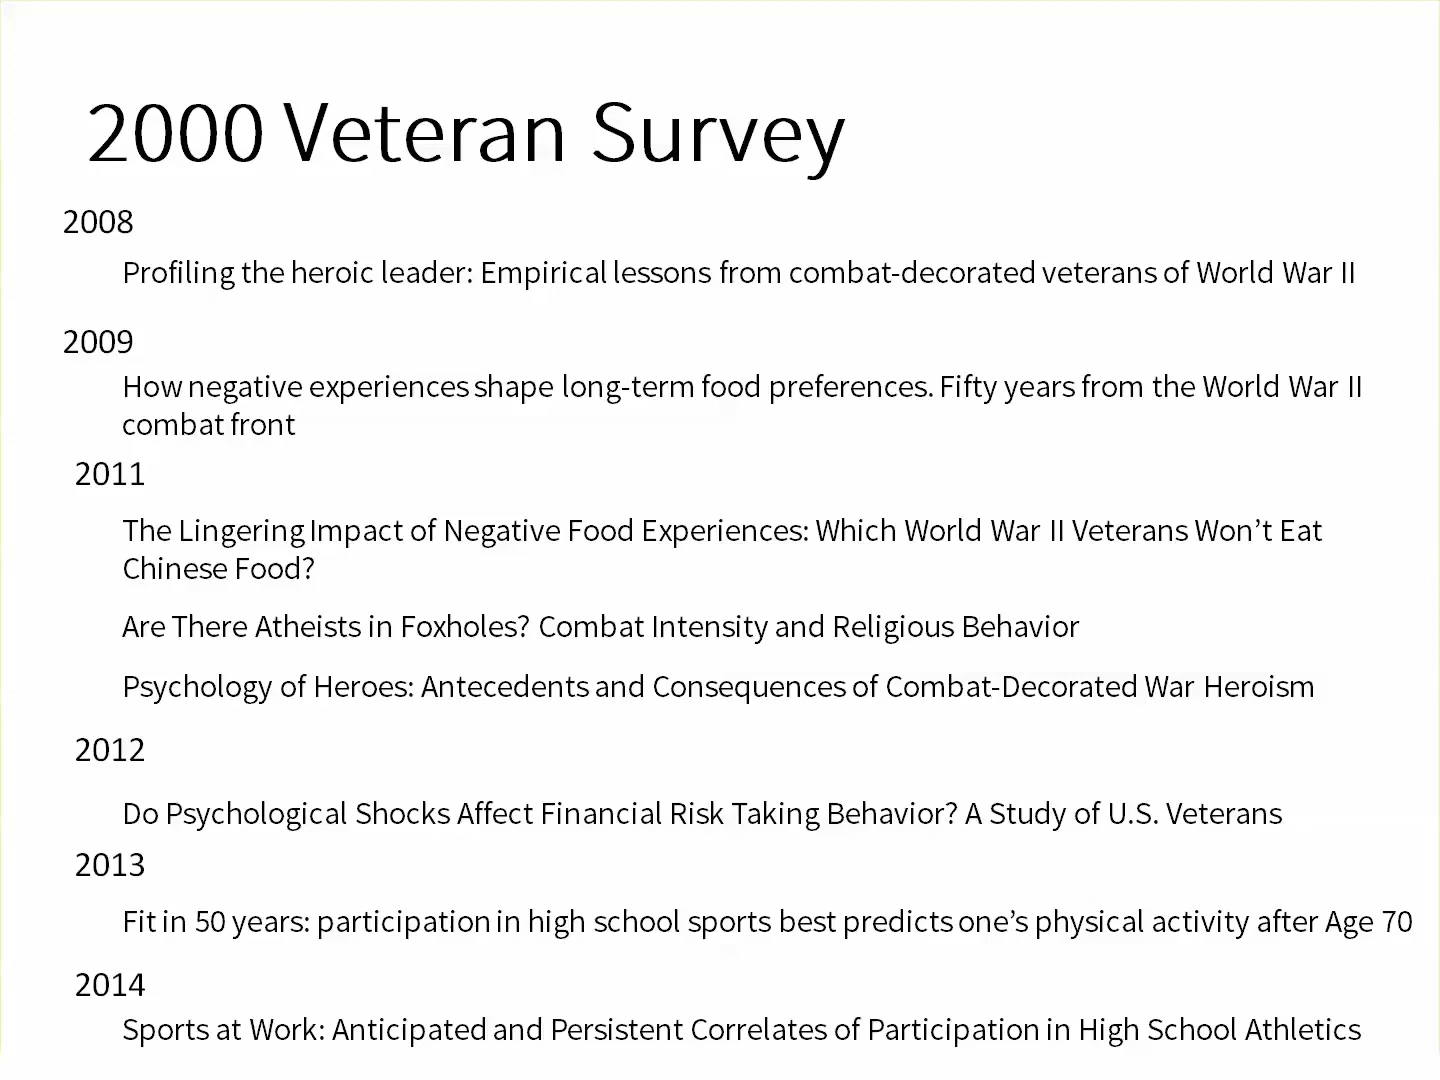 2000 Veteran Survey
2008
Profiling the heroic leader: Empirical lessons from combat-decorated veterans of World War II
2009
How negative experiences shape long-term food preferences. Fifty years from the World War II
combat front
2011
The Lingering Impact of Negative Food Experiences: Which World War II Veterans Won’t Eat
Chinese Food?
Are There Atheists in Foxholes? Combat Intensity and Religious Behavior
Psychology of Heroes: Antecedents and Consequences of Combat-Decorated War Heroism
2012
Do Psychological Shocks Affect Financial Risk Taking Behavior? A Study of U.S. Veterans
2013
Fit in 50 years: participation in high school sports best predicts one’s physical activity after Age 70
2014
Sports at Work: Anticipated and Persistent Correlates of Participation in High School Athletics